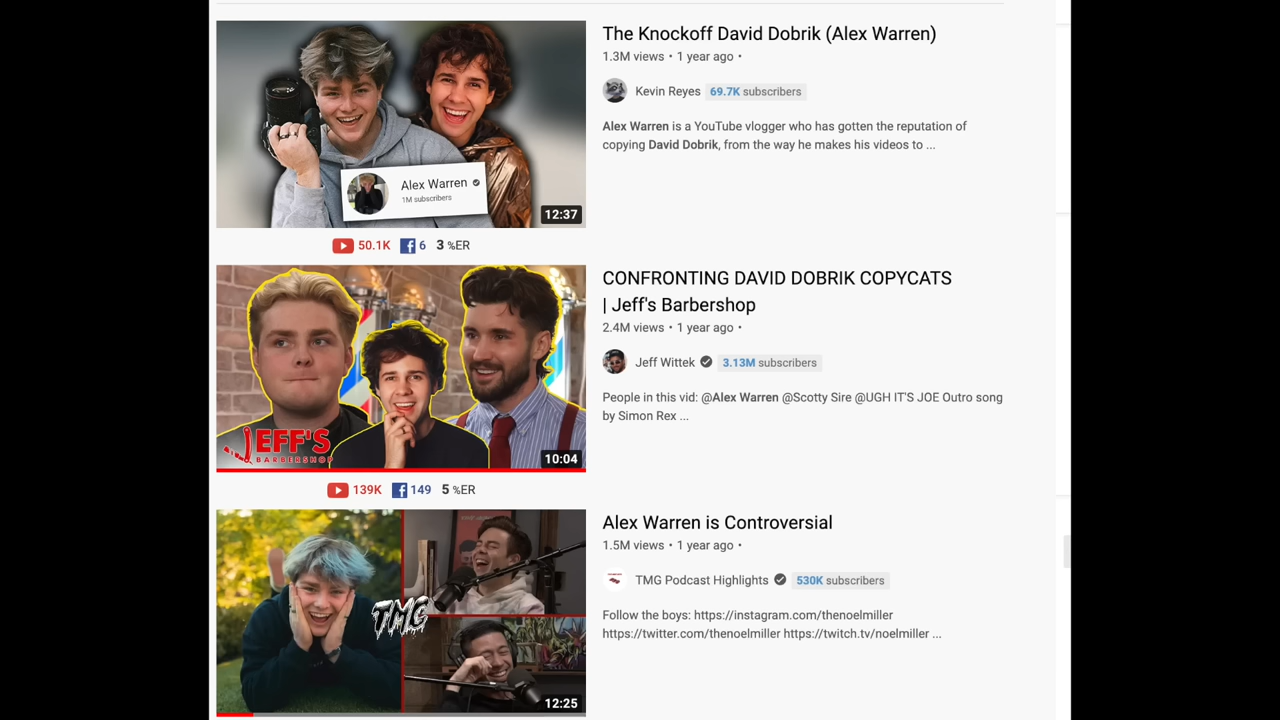 The Knockoff David Dobrik (Alex Warren)
1.3M views • 1 year ago •
Kevin Reyes 69.7K subscribers
Alex Warren is a YouTube vlogger who has gotten the reputation of
copying David Dobrik, from the way he makes his videos to ...
Alex Warren
1M subscribers
12:37
50.1K 6 3 %ER
CONFRONTING DAVID DOBRIK COPYCATS
| Jeff's Barbershop
2.4M views • 1 year ago •
Jeff Wittek 3.13M subscribers
People in this vid: @Alex Warren @Scotty Sire @UGH IT'S JOE Outro song
by Simon Rex ...
JEFF'S
BARBERSHOP
10:04
139K 149 5 %ER
Alex Warren is Controversial
1.5M views • 1 year ago •
TMG Podcast Highlights 530K subscribers
Follow the boys: https://instagram.com/thenoelmiller
https://twitter.com/thenoelmiller https://twitch.tv/noelmiller ...
TMG
12:25